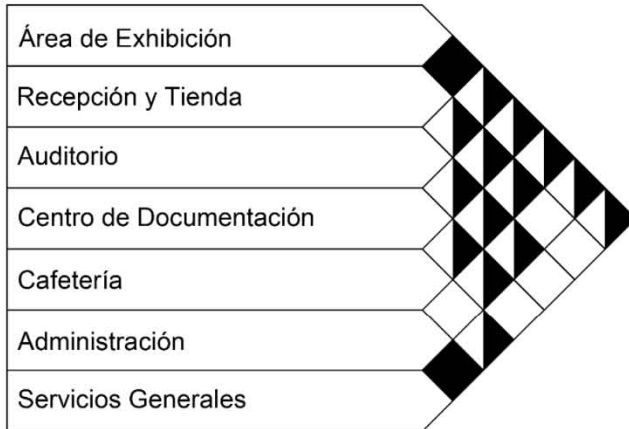 Área de Exhibición
Recepción y Tienda
Auditorio
Centro de Documentación
Cafetería
Administración
Servicios Generales